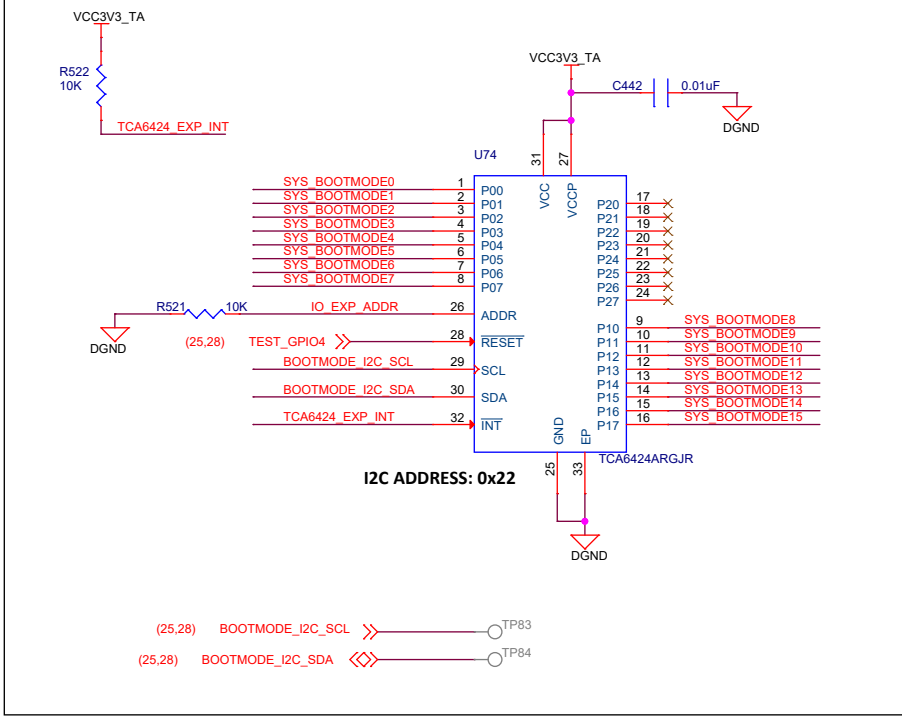 VCC3V3_TA
R522
10K
TCA6424_EXP_INT
VCC3V3_TA
C442 0.01uF
DGND
U74
31 27
VCC VCCP
SYS_BOOTMODE0 1 P00
SYS_BOOTMODE1 2 P01
SYS_BOOTMODE2 3 P02
SYS_BOOTMODE3 4 P03
SYS_BOOTMODE4 5 P04
SYS_BOOTMODE5 6 P05
SYS_BOOTMODE6 7 P06
SYS_BOOTMODE7 8 P07
P20 17
P21 18
P22 19
P23 20
P24 21
P25 22
P26 23
P27 24
R521 10K IO_EXP_ADDR 26 ADDR
DGND
(25,28) TEST_GPIO4 28 RESET
BOOTMODE_I2C_SCL 29 SCL
BOOTMODE_I2C_SDA 30 SDA
TCA6424_EXP_INT 32 INT
P10 9 SYS_BOOTMODE8
P11 10 SYS_BOOTMODE9
P12 11 SYS_BOOTMODE10
P13 12 SYS_BOOTMODE11
P14 13 SYS_BOOTMODE12
P15 14 SYS_BOOTMODE13
P16 15 SYS_BOOTMODE14
P17 16 SYS_BOOTMODE15
GND EP
25 33
TCA6424ARGJR
I2C ADDRESS: 0x22
DGND
(25,28) BOOTMODE_I2C_SCL TP83
(25,28) BOOTMODE_I2C_SDA TP84